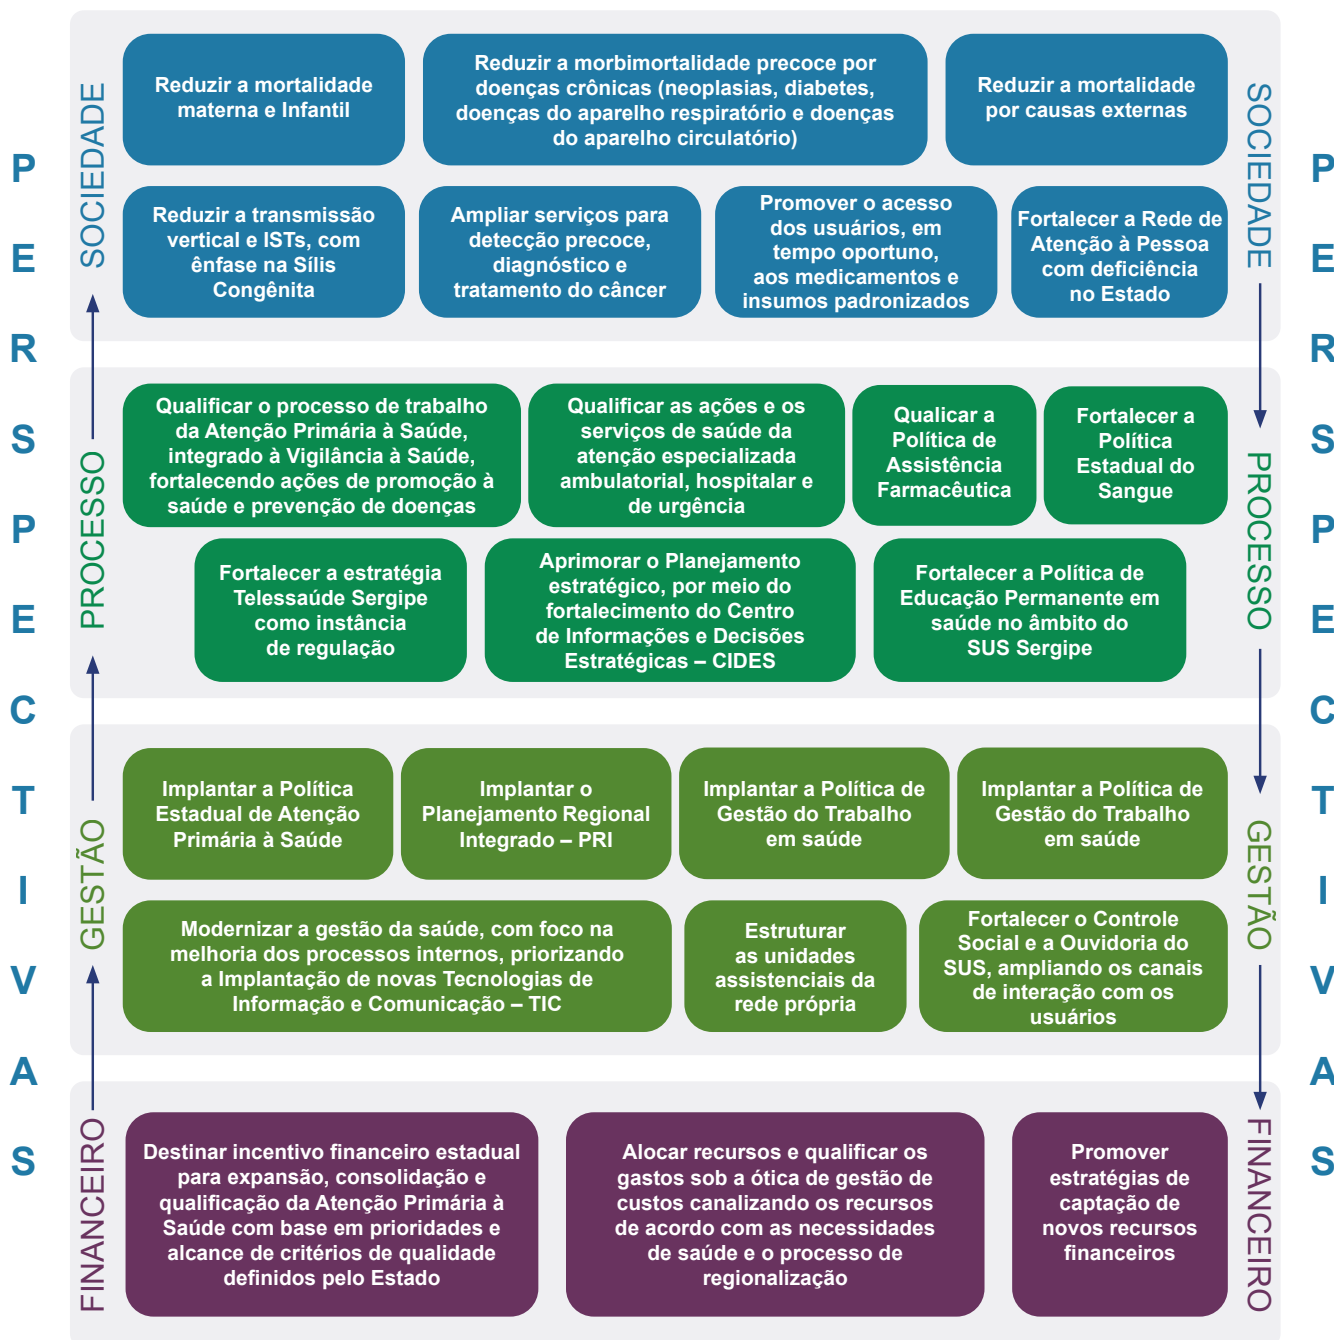 PERSPECTIVAS
SOCIEDADE
Reduzir a mortalidade
materna e Infantil
Reduzir a morbimortalidade precoce por
doenças crônicas (neoplasias, diabetes,
doenças do aparelho respiratório e doenças
do aparelho circulatório)
Reduzir a mortalidade
por causas externas
Reduzir a transmissão
vertical e ISTs, com
ênfase na Sílis
Congênita
Ampliar serviços para
detecção precoce,
diagnóstico e
tratamento do câncer
Promover o acesso
dos usuários, em
tempo oportuno,
aos medicamentos e
insumos padronizados
Fortalecer a Rede de
Atenção à Pessoa
com deficiência
no Estado
SOCIEDADE
PROCESSO
Qualificar o processo de trabalho
da Atenção Primária à Saúde,
integrado à Vigilância à Saúde,
fortalecendo ações de promoção à
saúde e prevenção de doenças
Qualificar as ações e os
serviços de saúde da
atenção especializada
ambulatorial, hospitalar e
de urgência
Qualicar a
Política de
Assistência
Farmacêutica
Fortalecer a
Política
Estadual do
Sangue
Fortalecer a estratégia
Telessaúde Sergipe
como instância
de regulação
Aprimorar o Planejamento
estratégico, por meio do
fortalecimento do Centro
de Informações e Decisões
Estratégicas – CIDES
Fortalecer a Política de
Educação Permanente em
saúde no âmbito do
SUS Sergipe
PROCESSO
GESTÃO
Implantar a Política
Estadual de Atenção
Primária à Saúde
Implantar o
Planejamento Regional
Integrado – PRI
Implantar a Política de
Gestão do Trabalho
em saúde
Implantar a Política de
Gestão do Trabalho
em saúde
Modernizar a gestão da saúde, com foco na
melhoria dos processos internos, priorizando
a Implantação de novas Tecnologias de
Informação e Comunicação – TIC
Estruturar
as unidades
assistenciais da
rede própria
Fortalecer o Controle
Social e a Ouvidoria do
SUS, ampliando os canais
de interação com os
usuários
GESTÃO
FINANCEIRO
Destinar incentivo financeiro estadual
para expansão, consolidação e
qualificação da Atenção Primária à
Saúde com base em prioridades e
alcance de critérios de qualidade
definidos pelo Estado
Alocar recursos e qualificar os
gastos sob a ótica de gestão de
custos canalizando os recursos
de acordo com as necessidades
de saúde e o processo de
regionalização
Promover
estratégias de
captação de
novos recursos
financeiros
FINANCEIRO
PERSPECTIVAS